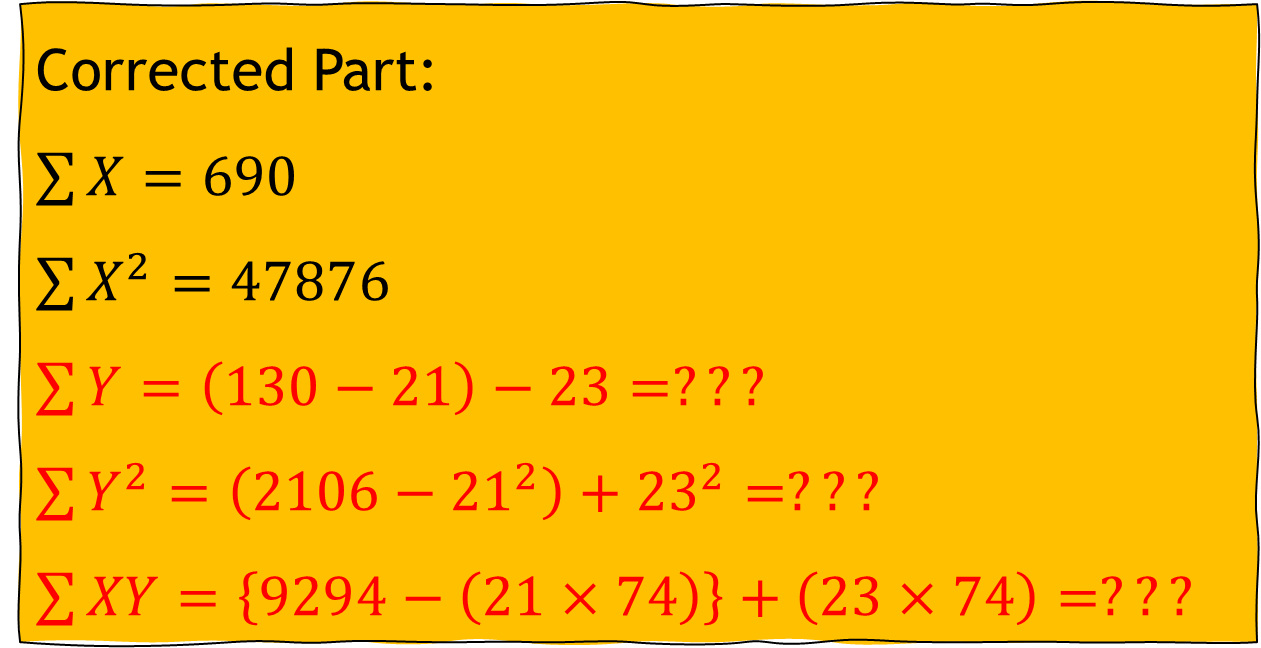 Corrected Part:
∑ X = 690
∑ X² = 47876
∑ Y = (130 − 21) − 23 =???
∑ Y² = (2106 − 21²) + 23² =???
∑ XY = {9294 − (21 × 74)} + (23 × 74) =???